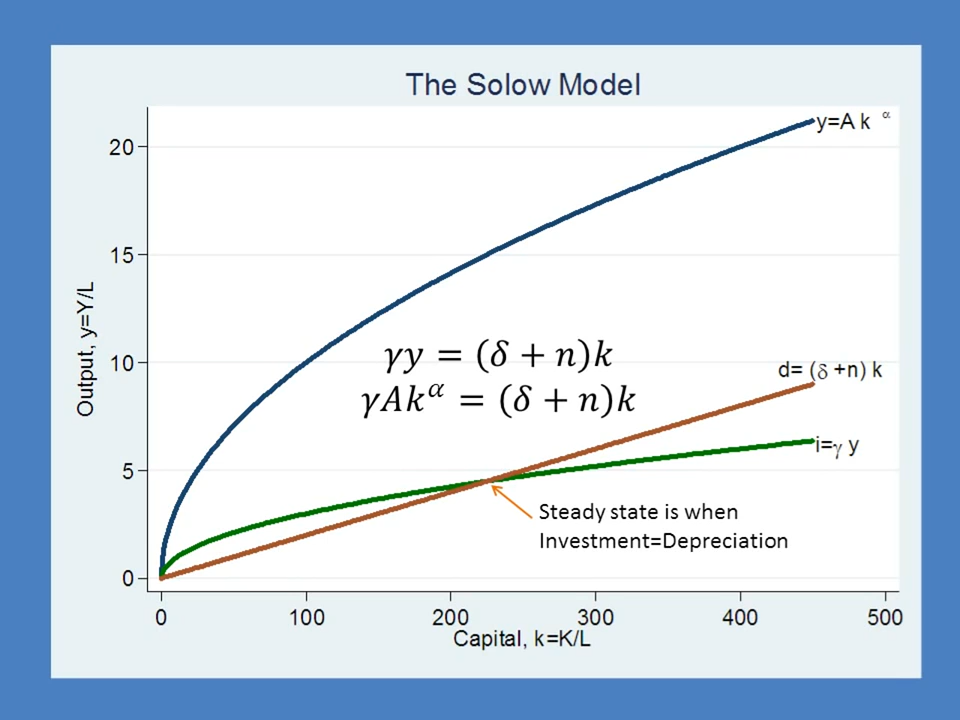 The Solow Model
y=A k α
20
15
Output, y=Y/L
γy = (δ + n)k
10
d= (δ +n) k
γAk^α = (δ + n)k
5
i=γ y
Steady state is when
Investment=Depreciation
0
0 100 200 300 400 500
Capital, k=K/L